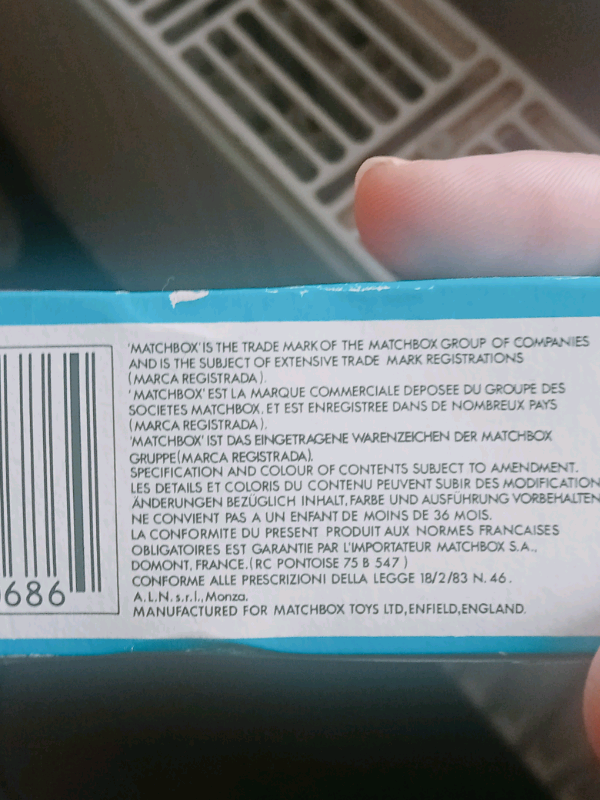 'MATCHBOX' IS THE TRADE MARK OF THE MATCHBOX GROUP OF COMPANIES
AND IS THE SUBJECT OF EXTENSIVE TRADE MARK REGISTRATIONS
(MARCA REGISTRADA).
'MATCHBOX' EST LA MARQUE COMMERCIALE DEPOSEE DU GROUPE DES
SOCIETES MATCHBOX, ET EST ENREGISTREE DANS DE NOMBREUX PAYS
(MARCA REGISTRADA).
'MATCHBOX' IST DAS EINGETRAGENE WARENZEICHEN DER MATCHBOX
GRUPPE (MARCA REGISTRADA).
SPECIFICATION AND COLOUR OF CONTENTS SUBJECT TO AMENDMENT.
LES DETAILS ET COLORIS DU CONTENU PEUVENT SUBIR DES MODIFICATION
ÄNDERUNGEN BEZÜGLICH INHALT, FARBE UND AUSFÜHRUNG VORBEHALTEN
NE CONVIENT PAS A UN ENFANT DE MOINS DE 36 MOIS.
LA CONFORMITE DU PRESENT PRODUIT AUX NORMES FRANCAISES
OBLIGATOIRES EST GARANTIE PAR L'IMPORTATEUR MATCHBOX S.A.,
DOMONT, FRANCE. (RC PONTOISE 75 B 547)
CONFORME ALLE PRESCRIZIONI DELLA LEGGE 18/2/83 N. 46.
A.L.N. s.r.l., Monza.
MANUFACTURED FOR MATCHBOX TOYS LTD, ENFIELD, ENGLAND.
686